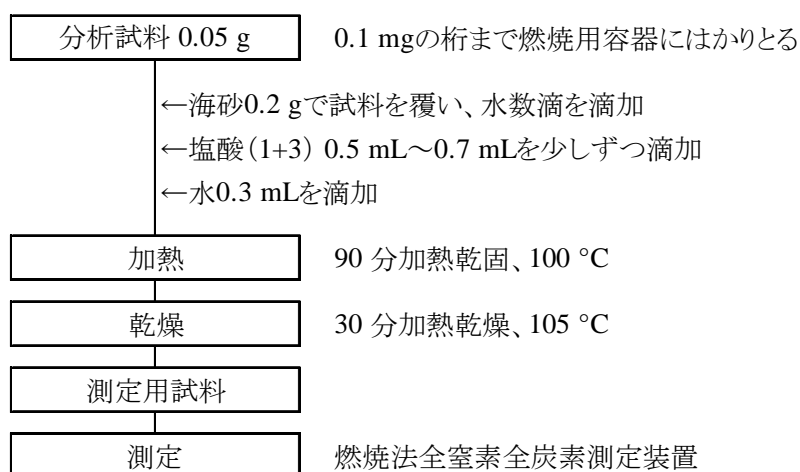 分析試料 0.05 g 0.1 mgの桁まで燃焼用容器にはかりとる
←海砂0.2 gで試料を覆い、水数滴を滴加
←塩酸(1+3) 0.5 mL～0.7 mLを少しずつ滴加
←水0.3 mLを滴加
加熱 90 分加熱乾固、100 °C
乾燥 30 分加熱乾燥、105 °C
測定用試料
測定 燃焼法全窒素全炭素測定装置